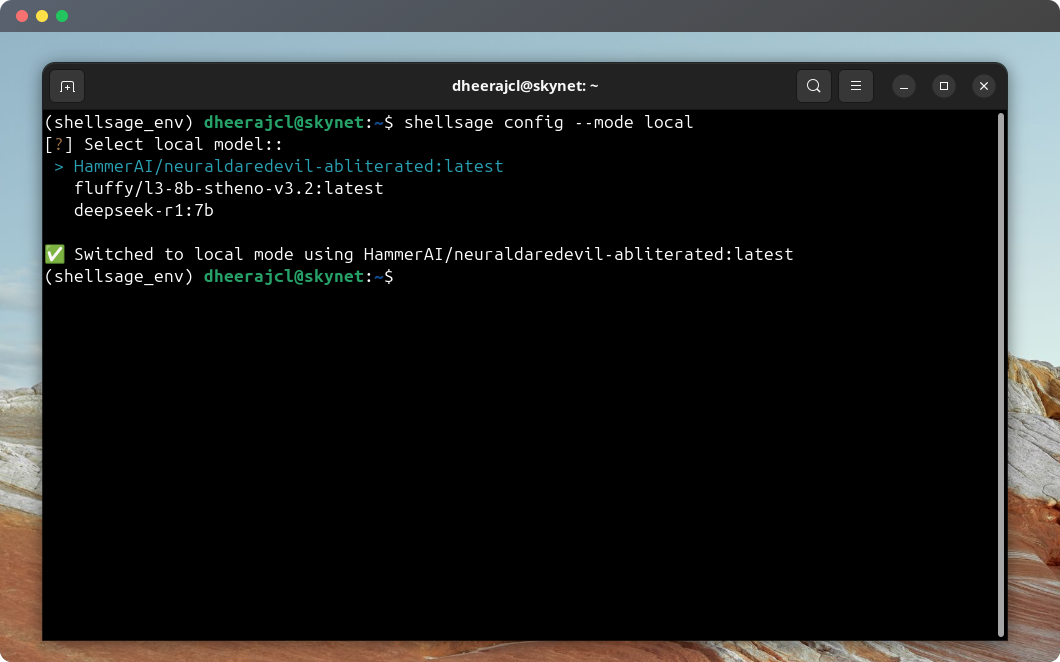 dheerajcl@skynet: ~
(shellsage_env) dheerajcl@skynet:~$ shellsage config --mode local
[?] Select local model::
> HammerAI/neuraldaredevil-abliterated:latest
fluffy/l3-8b-stheno-v3.2:latest
deepseek-r1:7b
✅ Switched to local mode using HammerAI/neuraldaredevil-abliterated:latest
(shellsage_env) dheerajcl@skynet:~$